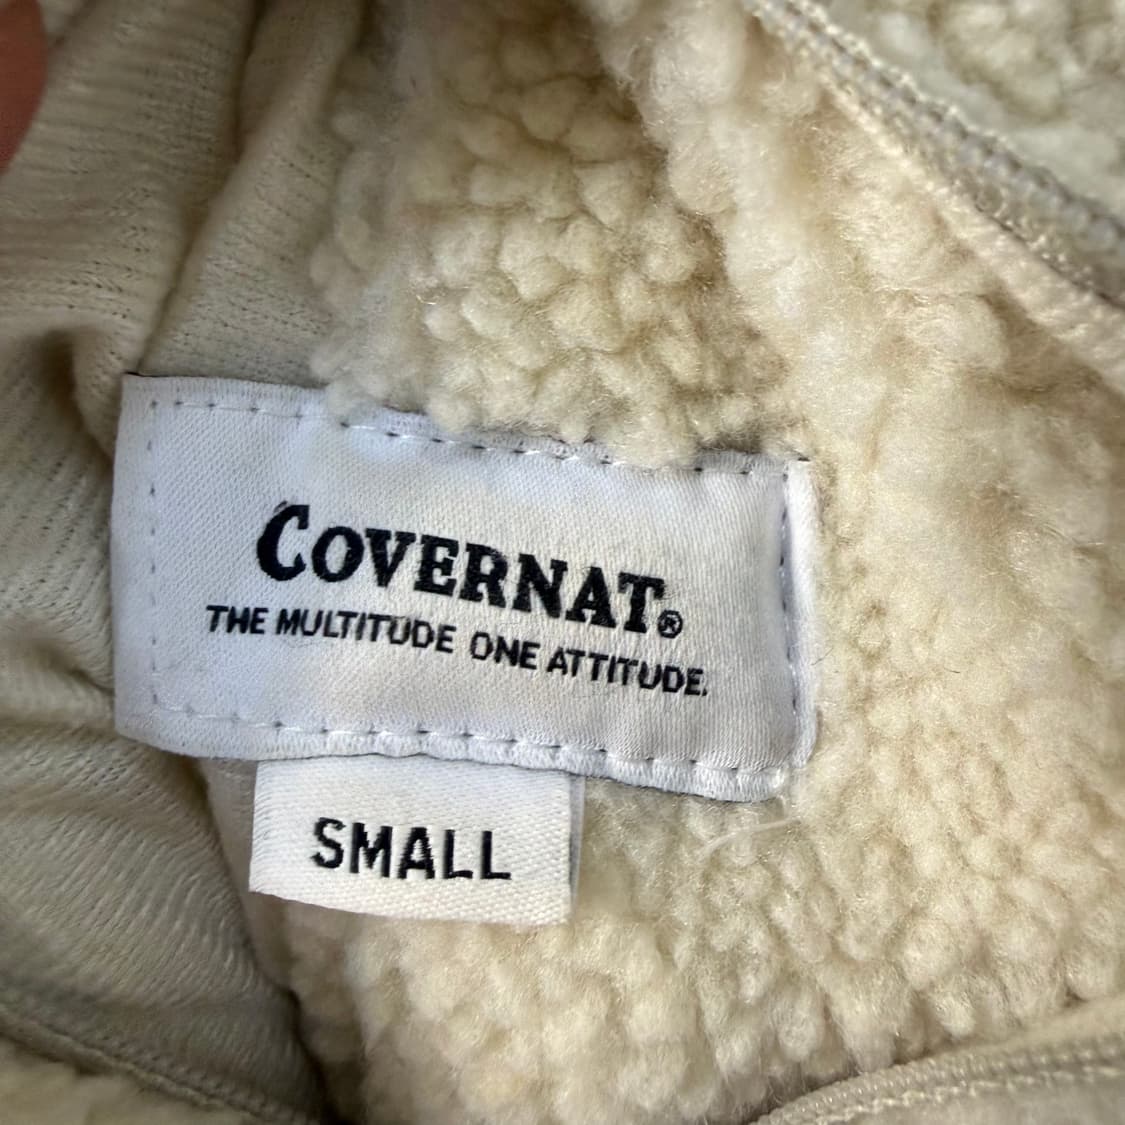 COVERNAT®
THE MULTITUDE ONE ATTITUDE.
SMALL